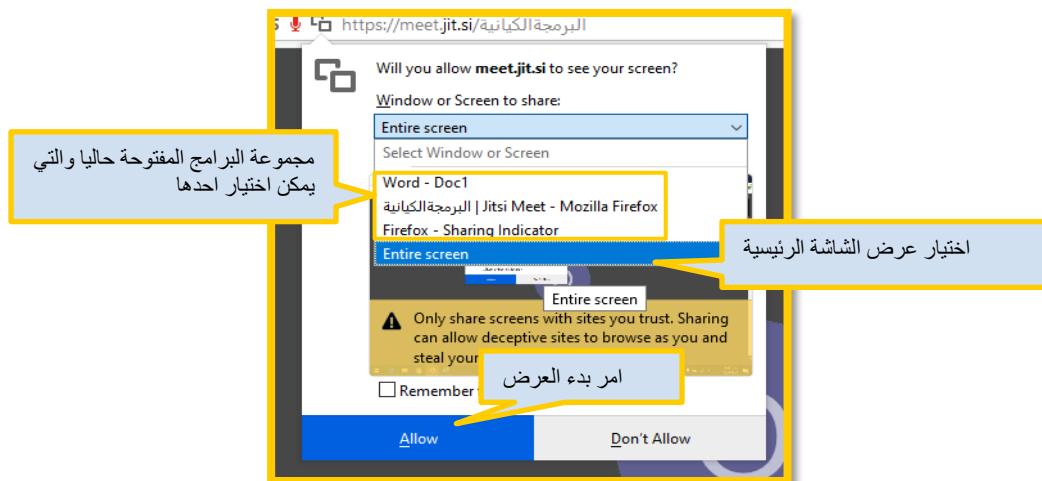 https://meet.jit.si/البرمجةالكيانية
Will you allow meet.jit.si to see your screen?
Window or Screen to share:
Entire screen
Select Window or Screen
مجموعة البرامج المفتوحة حاليا والتي
يمكن اختيار احدها
Word - Doc1
البرمجةالكيانية | Jitsi Meet - Mozilla Firefox
Firefox - Sharing Indicator
Entire screen
اختيار عرض الشاشة الرئيسية
Entire screen
Only share screens with sites you trust. Sharing
can allow deceptive sites to browse as you and
steal your
امر بدء العرض
Remember
Allow
Don't Allow